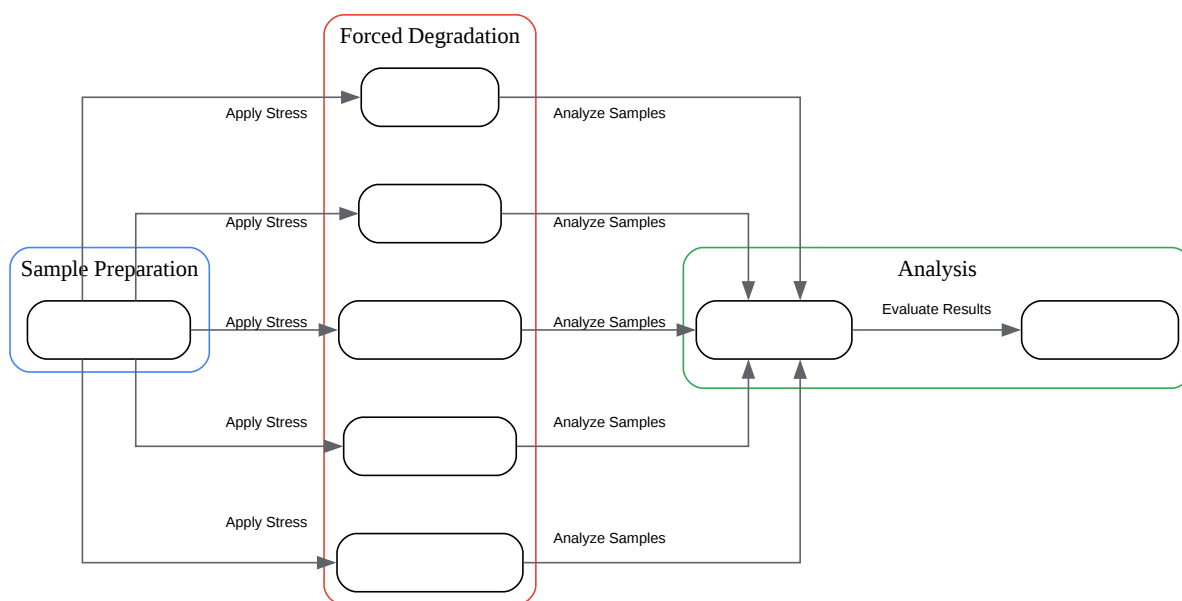 Forced Degradation
Apply Stress
Analyze Samples
Apply Stress
Analyze Samples
Sample Preparation
Analysis
Apply Stress
Analyze Samples
Evaluate Results
Apply Stress
Analyze Samples
Apply Stress
Analyze Samples